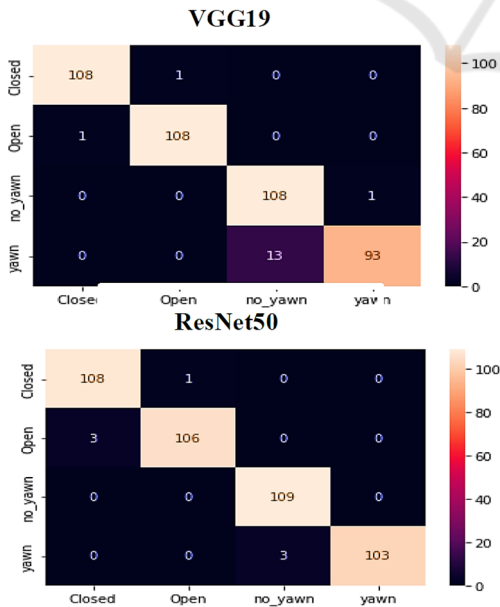 VGG19
Closed 108 1 0 0
Open 1 108 0 0
no_yawn 0 0 108 1
yawn 0 0 13 93
Closed Open no_yawn yawn
100
80
60
40
20
0
ResNet50
Closed 108 1 0 0
Open 3 106 0 0
no_yawn 0 0 109 0
yawn 0 0 3 103
Closed Open no_yawn yawn
100
80
60
40
20
0